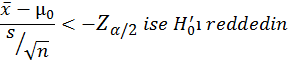 (x̄ − μ₀)/(s/√n) < −Z_{α/2} ise H₀′ı reddedin